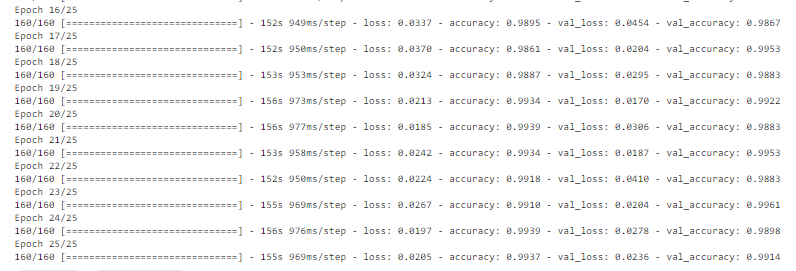 Epoch 16/25
160/160 [==============================] - 152s 949ms/step - loss: 0.0337 - accuracy: 0.9895 - val_loss: 0.0454 - val_accuracy: 0.9867
Epoch 17/25
160/160 [==============================] - 152s 950ms/step - loss: 0.0370 - accuracy: 0.9861 - val_loss: 0.0204 - val_accuracy: 0.9953
Epoch 18/25
160/160 [==============================] - 153s 953ms/step - loss: 0.0324 - accuracy: 0.9887 - val_loss: 0.0295 - val_accuracy: 0.9883
Epoch 19/25
160/160 [==============================] - 156s 973ms/step - loss: 0.0213 - accuracy: 0.9934 - val_loss: 0.0170 - val_accuracy: 0.9922
Epoch 20/25
160/160 [==============================] - 156s 977ms/step - loss: 0.0185 - accuracy: 0.9939 - val_loss: 0.0306 - val_accuracy: 0.9883
Epoch 21/25
160/160 [==============================] - 153s 958ms/step - loss: 0.0242 - accuracy: 0.9934 - val_loss: 0.0187 - val_accuracy: 0.9953
Epoch 22/25
160/160 [==============================] - 152s 950ms/step - loss: 0.0224 - accuracy: 0.9918 - val_loss: 0.0410 - val_accuracy: 0.9883
Epoch 23/25
160/160 [==============================] - 155s 969ms/step - loss: 0.0267 - accuracy: 0.9910 - val_loss: 0.0204 - val_accuracy: 0.9961
Epoch 24/25
160/160 [==============================] - 156s 976ms/step - loss: 0.0197 - accuracy: 0.9939 - val_loss: 0.0278 - val_accuracy: 0.9898
Epoch 25/25
160/160 [==============================] - 155s 969ms/step - loss: 0.0205 - accuracy: 0.9937 - val_loss: 0.0236 - val_accuracy: 0.9914